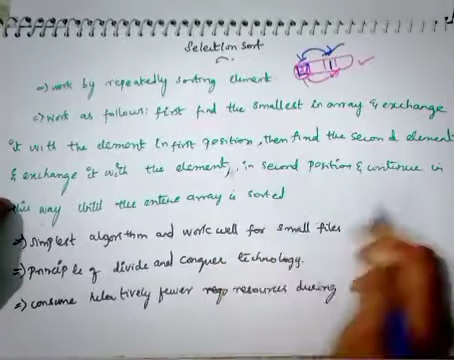 Selection Sort
=> work by repeatedly sorting element
=> work as follows: first find the smallest in array & exchange
it with the element in first position, then find the second element
& exchange it with the element, in second position & continue in
this way until the entire array is sorted
=> simplest algorithm and work well for small files
=> principle of divide and conquer technology.
=> consume relatively fewer resources during